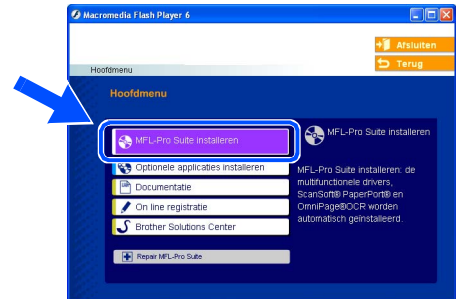 Macromedia Flash Player 6
Afsluiten
Terug
Hoofdmenu
Hoofdmenu
MFL-Pro Suite installeren
Optionele applicaties installeren
Documentatie
On line registratie
Brother Solutions Center
Repair MFL-Pro Suite
MFL-Pro Suite installeren
MFL-Pro Suite installeren: de
multifunctionele drivers,
ScanSoft® PaperPort® en
OmniPage®OCR worden
automatisch geïnstalleerd.